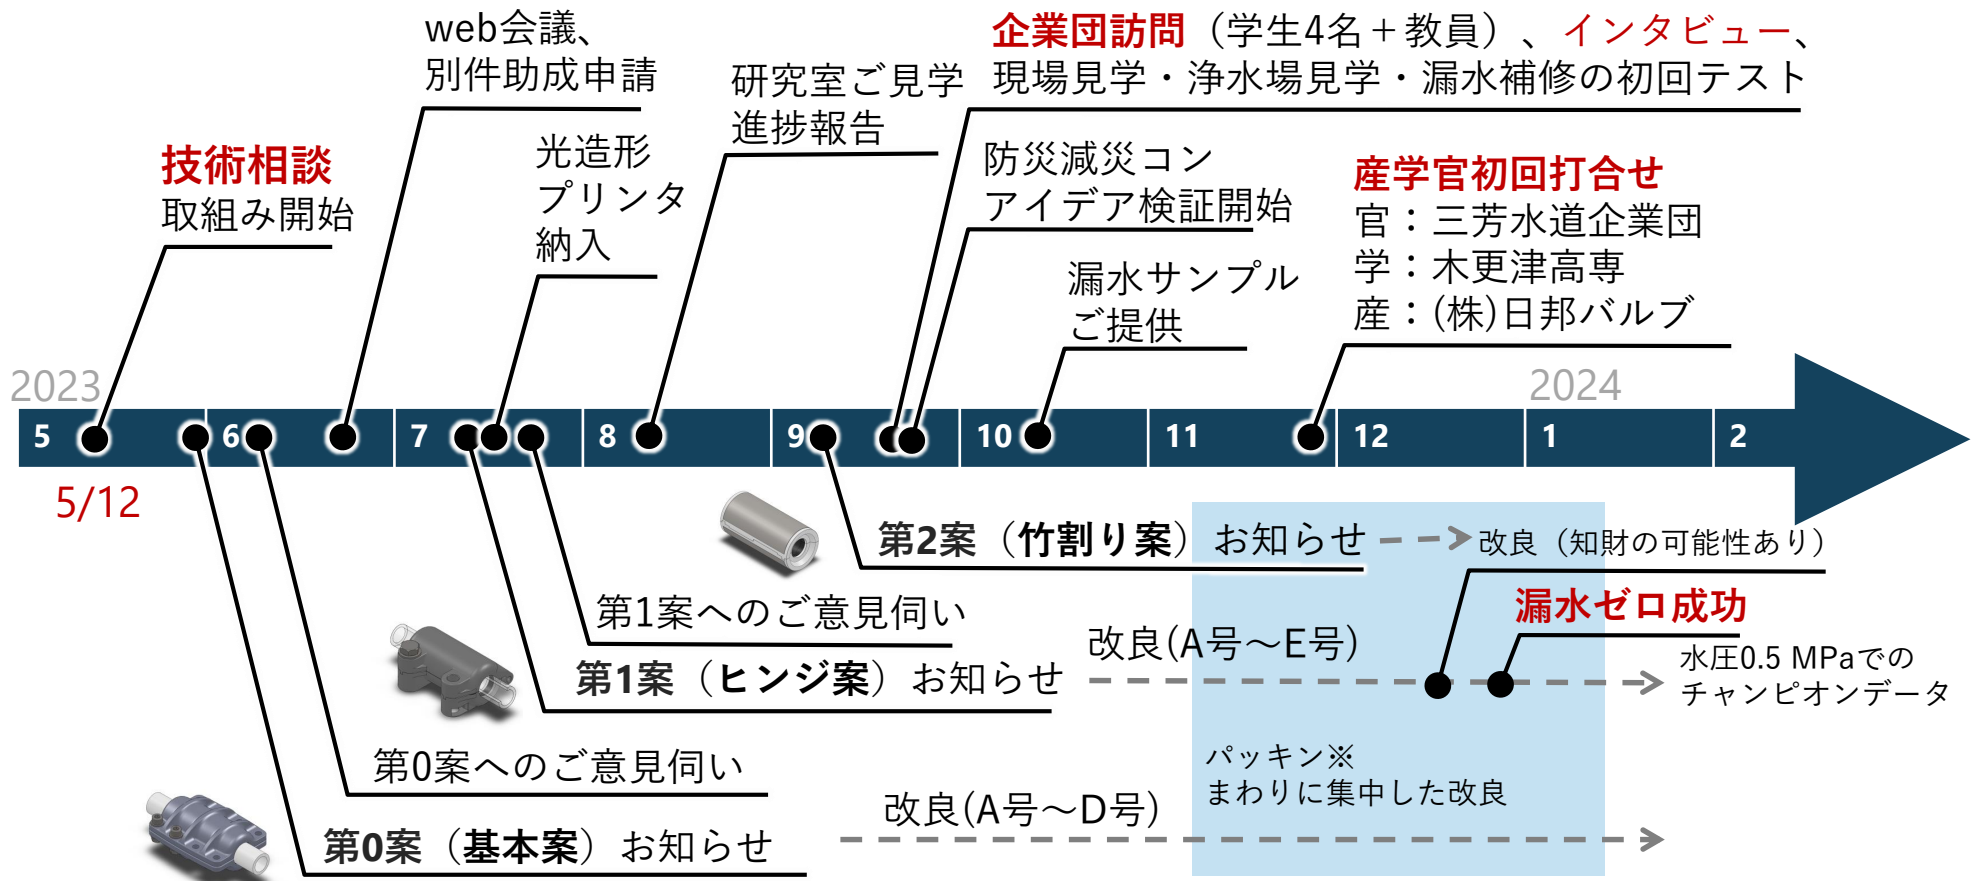 web会議、
別件助成申請
企業団訪問（学生4名＋教員）、インタビュー、
現場見学・浄水場見学・漏水補修の初回テスト
研究室ご見学
進捗報告
技術相談
取組み開始
光造形
プリンタ
納入
防災減災コン
アイデア検証開始
産学官初回打合せ
官：三芳水道企業団
学：木更津高専
産：(株)日邦バルブ
漏水サンプル
ご提供
2023
2024
5 6 7 8 9 10 11 12 1 2
5/12
第2案（竹割り案）お知らせ
改良（知財の可能性あり）
第1案へのご意見伺い
漏水ゼロ成功
改良(A号～E号)
第1案（ヒンジ案）お知らせ
水圧0.5 MPaでの
チャンピオンデータ
第0案へのご意見伺い
パッキン※
まわりに集中した改良
改良(A号～D号)
第0案（基本案）お知らせ